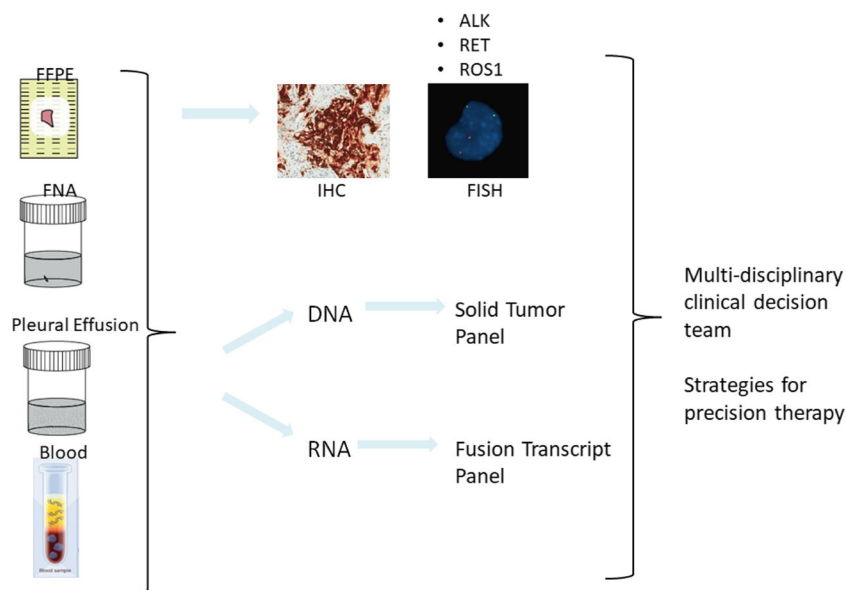 FFPE
FNA
Pleural Effusion
Blood
Blood sample
• ALK
• RET
• ROS1
IHC
FISH
DNA
Solid Tumor
Panel
RNA
Fusion Transcript
Panel
Multi-disciplinary
clinical decision
team
Strategies for
precision therapy